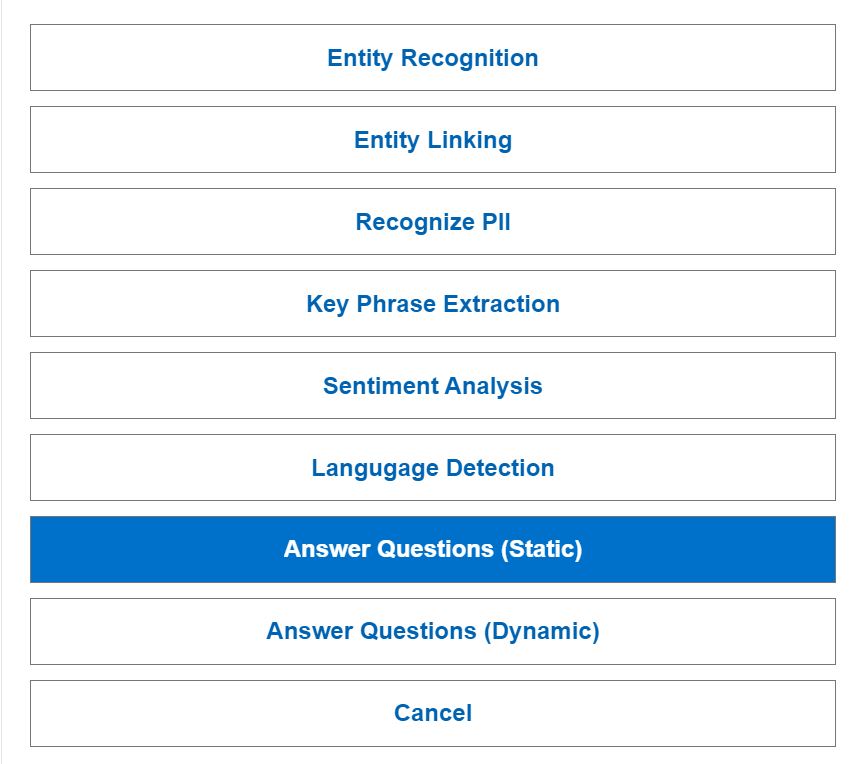 Entity Recognition
Entity Linking
Recognize PII
Key Phrase Extraction
Sentiment Analysis
Langugage Detection
Answer Questions (Static)
Answer Questions (Dynamic)
Cancel